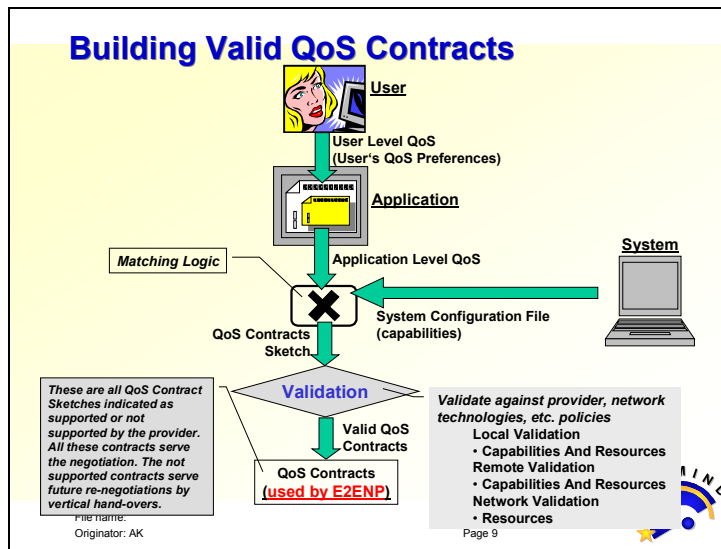 Building Valid QoS Contracts
User
User Level QoS
(User‘s QoS Preferences)
Application
System
Matching Logic
Application Level QoS
System Configuration File
(capabilities)
QoS Contracts
Sketch
These are all QoS Contract
Sketches indicated as
supported or not
supported by the provider.
All these contracts serve
the negotiation. The not
supported contracts serve
future re-negotiations by
vertical hand-overs.
Validation
Validate against provider, network
technologies, etc. policies
Local Validation
• Capabilities And Resources
Remote Validation
• Capabilities And Resources
Network Validation
• Resources
Valid QoS
Contracts
QoS Contracts
(used by E2ENP)
M I N E
File name:
Originator: AK
Page 9